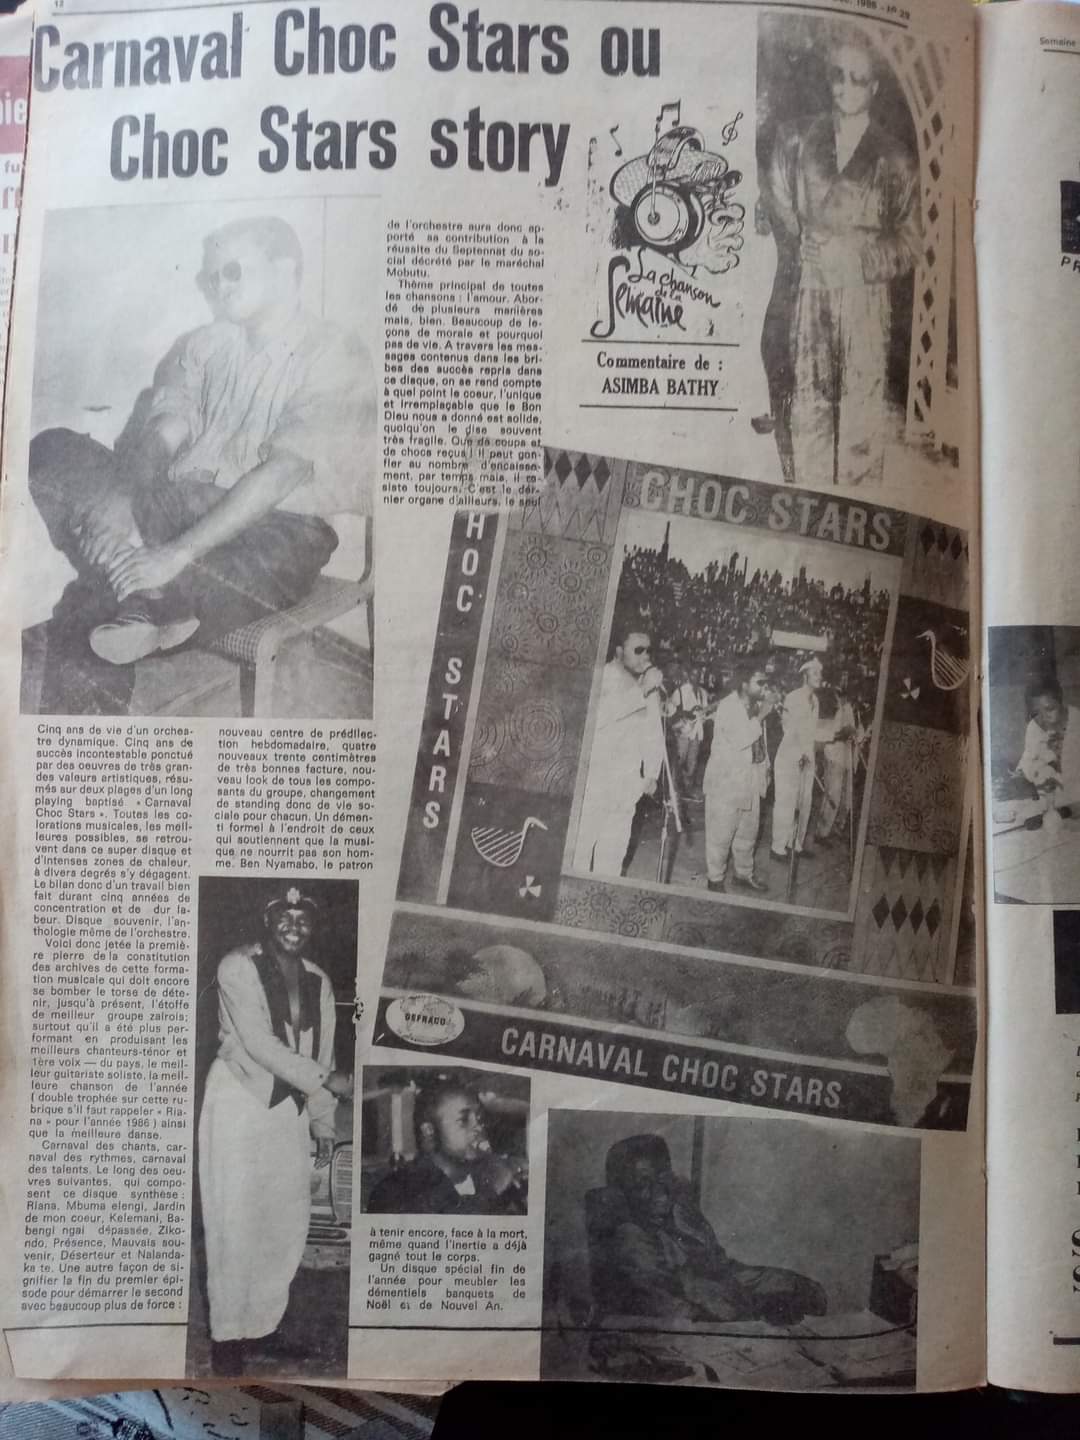 12
1986 - N° 29
Carnaval Choc Stars ou
Choc Stars story
La chanson
de la
Semaine
Commentaire de :
ASIMBA BATHY
Cinq ans de vie d'un orches-
tre dynamique. Cinq ans de
succès incontestable ponctué
par des oeuvres de très gran-
des valeurs artistiques, résu-
més sur deux plages d'un long
playing baptisé « Carnaval
Choc Stars ». Toutes les co-
lorations musicales, les meil-
leures possibles, se retrou-
vent dans ce super disque et
d'intenses zones de chaleur,
à divers degrés s'y dégagent.
Le bilan donc d'un travail bien
fait durant cinq années de
concentration et de dur la-
beur. Disque souvenir, l'an-
thologie même de l'orchestre.
Voici donc jetée la premiè-
re pierre de la constitution
des archives de cette forma-
tion musicale qui doit encore
se bomber le torse de déte-
nir, jusqu'à présent, l'étoffe
de meilleur groupe zaïrois;
surtout qu'il a été plus per-
formant en produisant les
meilleurs chanteurs-ténor et
1ère voix — du pays, le meil-
leur guitariste soliste, la meil-
leure chanson de l'année
( double trophée sur cette ru-
brique s'il faut rappeler « Ria-
na » pour l'année 1986 ) ainsi
que la meilleure danse.
Carnaval des chants, car-
naval des rythmes, carnaval
des talents. Le long des oeu-
vres suivantes, qui compo-
sent ce disque synthèse :
Riana, Mbuma elengi, Jardin
de mon coeur, Kelemani, Ba-
bengi ngai dépassée, Ziko-
ndo, Présence, Mauvais sou-
venir, Déserteur et Nalanda-
ka te. Une autre façon de si-
gnifier la fin du premier épi-
sode pour démarrer le second
avec beaucoup plus de force :
nouveau centre de prédilec-
tion hebdomadaire, quatre
nouveaux trente centimètres
de très bonnes facture, nou-
veau look de tous les compo-
sants du groupe, changement
de standing donc de vie so-
ciale pour chacun. Un démen-
ti formel à l'endroit de ceux
qui soutiennent que la musi-
que ne nourrit pas son hom-
me. Ben Nyamabo, le patron
de l'orchestre aura donc ap-
porté sa contribution à la
réussite du Septennat du so-
cial décrété par le maréchal
Mobutu.
Thème principal de toutes
les chansons : l'amour. Abor-
dé de plusieurs manières
mais, bien. Beaucoup de le-
çons de morale et pourquoi
pas de vie. A travers les mes-
sages contenus dans les bri-
bes des succès repris dans
ce disque, on se rend compte
à quel point le coeur, l'unique
et irremplaçable que le Bon
Dieu nous a donné est solide,
quoiqu'on le dise souvent
très fragile. Que de coups et
de chocs reçus ! Il peut gon-
fler au nombre d'encaisse-
ment, par temps mais, il
siste toujours. C'est le der-
nier organe d'ailleurs, le seul
à tenir encore, face à la mort,
même quand l'inertie a déjà
gagné tout le corps.
Un disque spécial fin de
l'année pour meubler les
démentiels banquets de
Noël et de Nouvel An.
CHOC STARS
HOC STARS
GEFRACO
CARNAVAL CHOC STARS
Semaine